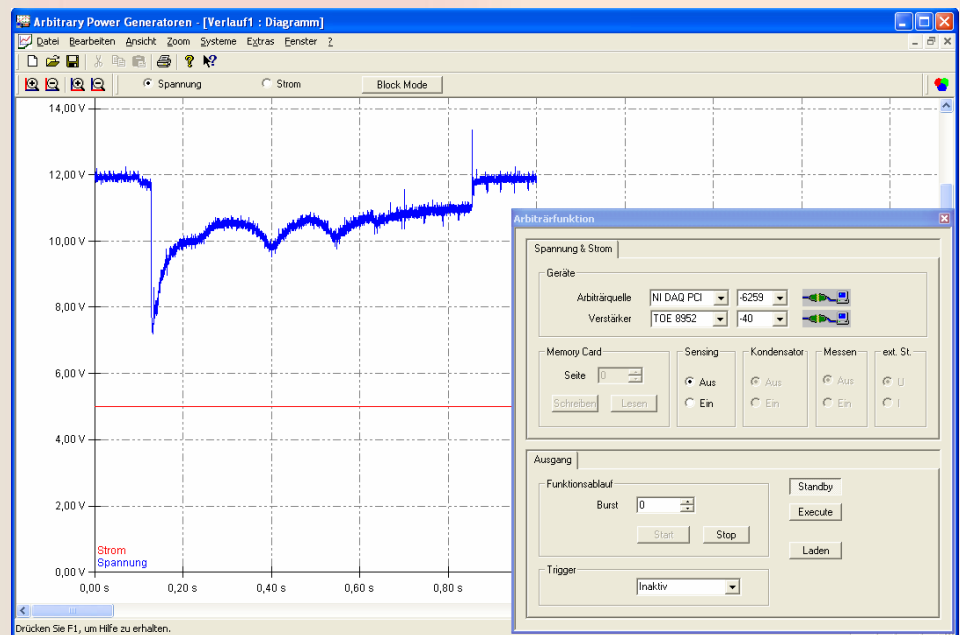 Arbitrary Power Generatoren - [Verlauf1 : Diagramm]
Datei Bearbeiten Ansicht Zoom Systeme Extras Fenster ?
Spannung Strom Block Mode
14,00 V
12,00 V
10,00 V
8,00 V
6,00 V
4,00 V
2,00 V
0,00 V
Strom
Spannung
0,00 s 0,20 s 0,40 s 0,60 s 0,80 s
Arbiträrfunktion
Spannung & Strom
Geräte
Arbiträrquelle NI DAQ PCI -6259
Verstärker TOE 8952 -40
Memory Card
Seite 0
Schreiben Lesen
Sensing
Aus
Ein
Kondensator
Aus
Ein
Messen
Aus
Ein
ext. St.
U
I
Ausgang
Funktionsablauf
Burst 0
Start Stop
Standby
Execute
Laden
Trigger
Inaktiv
Drücken Sie F1, um Hilfe zu erhalten.